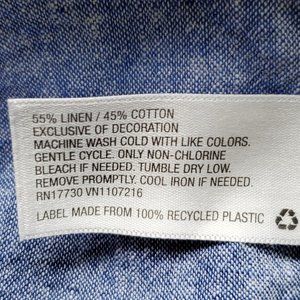 55% LINEN / 45% COTTON
EXCLUSIVE OF DECORATION
MACHINE WASH COLD WITH LIKE COLORS.
GENTLE CYCLE. ONLY NON-CHLORINE
BLEACH IF NEEDED. TUMBLE DRY LOW.
REMOVE PROMPTLY. COOL IRON IF NEEDED.
RN17730 VN1107216
LABEL MADE FROM 100% RECYCLED PLASTIC